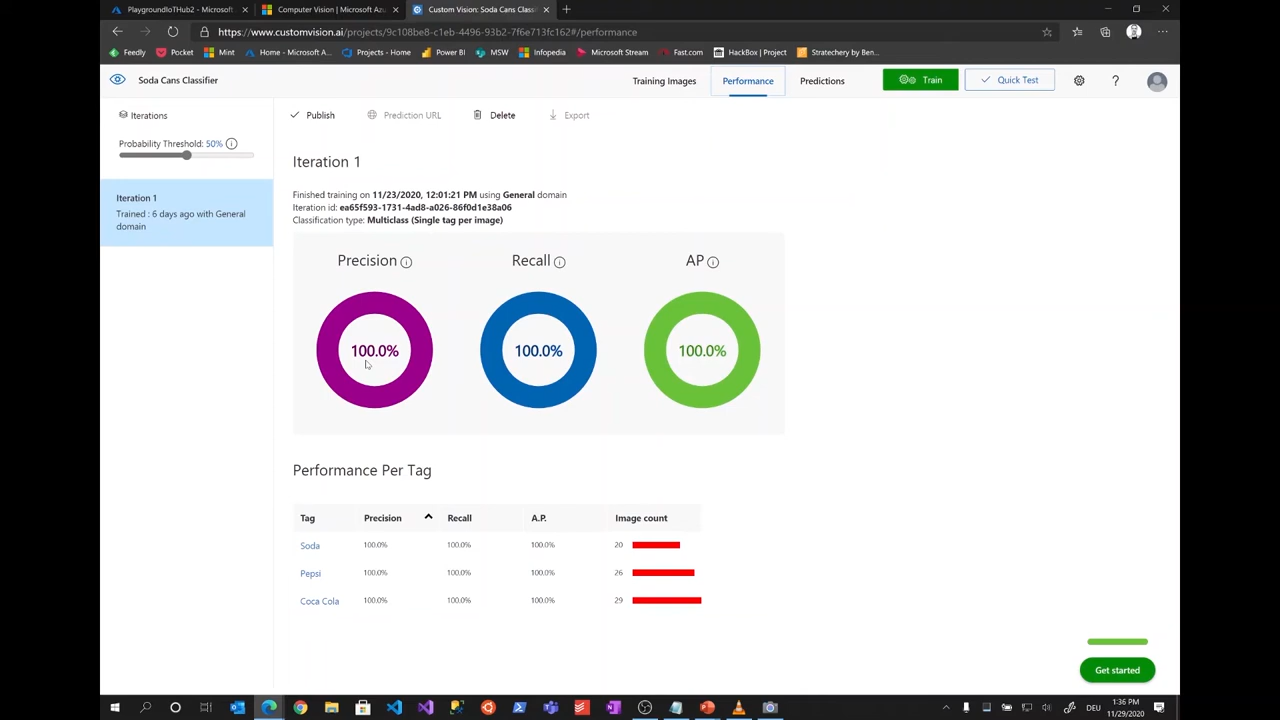 PlaygroundIoTHub2 - Microsoft
Computer Vision | Microsoft Azu
Custom Vision: Soda Cans Classif
https://www.customvision.ai/projects/9c108be8-c1eb-4496-93b2-7f6e713fc162#/performance
Feedly
Pocket
Mint
Home - Microsoft A...
Projects - Home
Power BI
MSW
Infopedia
Microsoft Stream
Fast.com
HackBox | Project
Stratechery by Ben...
Soda Cans Classifier
Training Images
Performance
Predictions
Train
Quick Test
?
Iterations
Publish
Prediction URL
Delete
Export
Probability Threshold: 50%
Iteration 1
Iteration 1
Trained : 6 days ago with General
domain
Finished training on 11/23/2020, 12:01:21 PM using General domain
Iteration id: ea65f593-1731-4ad8-a026-86f0d1e38a06
Classification type: Multiclass (Single tag per image)
Precision
Recall
AP
100.0%
100.0%
100.0%
Performance Per Tag
Tag Precision Recall A.P. Image count
Soda 100.0% 100.0% 100.0% 20
Pepsi 100.0% 100.0% 100.0% 26
Coca Cola 100.0% 100.0% 100.0% 29
Get started
DEU
1:36 PM
11/29/2020